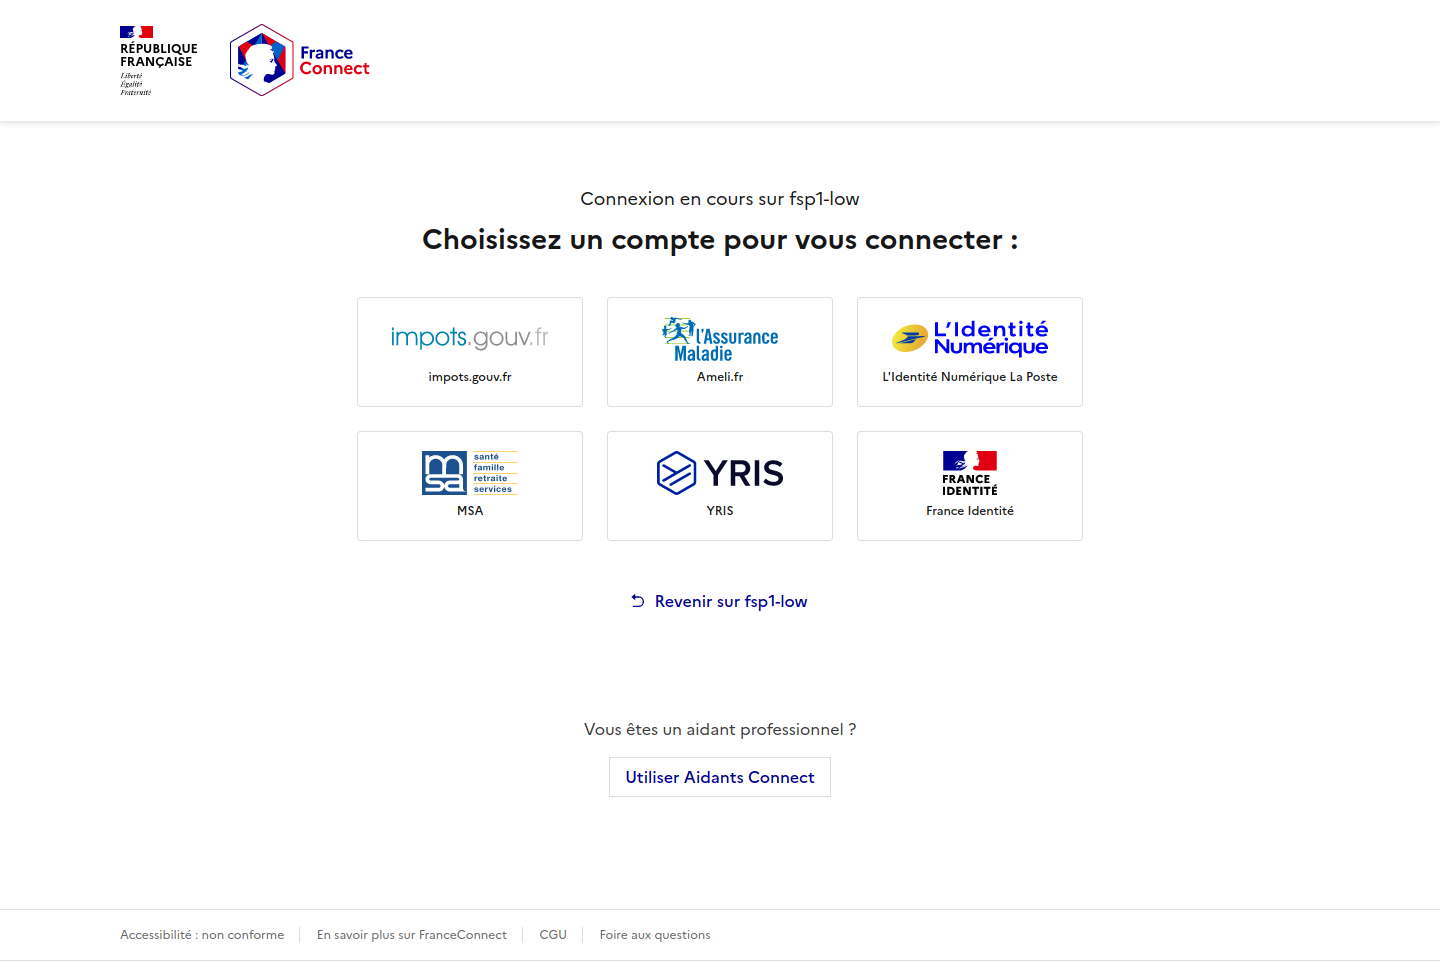 RÉPUBLIQUE
FRANÇAISE
Liberté
Égalité
Fraternité
France
Connect
Connexion en cours sur fsp1-low
Choisissez un compte pour vous connecter :
impots.gouv.fr
impots.gouv.fr
l'Assurance
Maladie
Ameli.fr
L'Identité
Numérique
L'Identité Numérique La Poste
msa
santé
famille
retraite
services
MSA
YRIS
YRIS
FRANCE
IDENTITÉ
France Identité
Revenir sur fsp1-low
Vous êtes un aidant professionnel ?
Utiliser Aidants Connect
Accessibilité : non conforme
En savoir plus sur FranceConnect
CGU
Foire aux questions